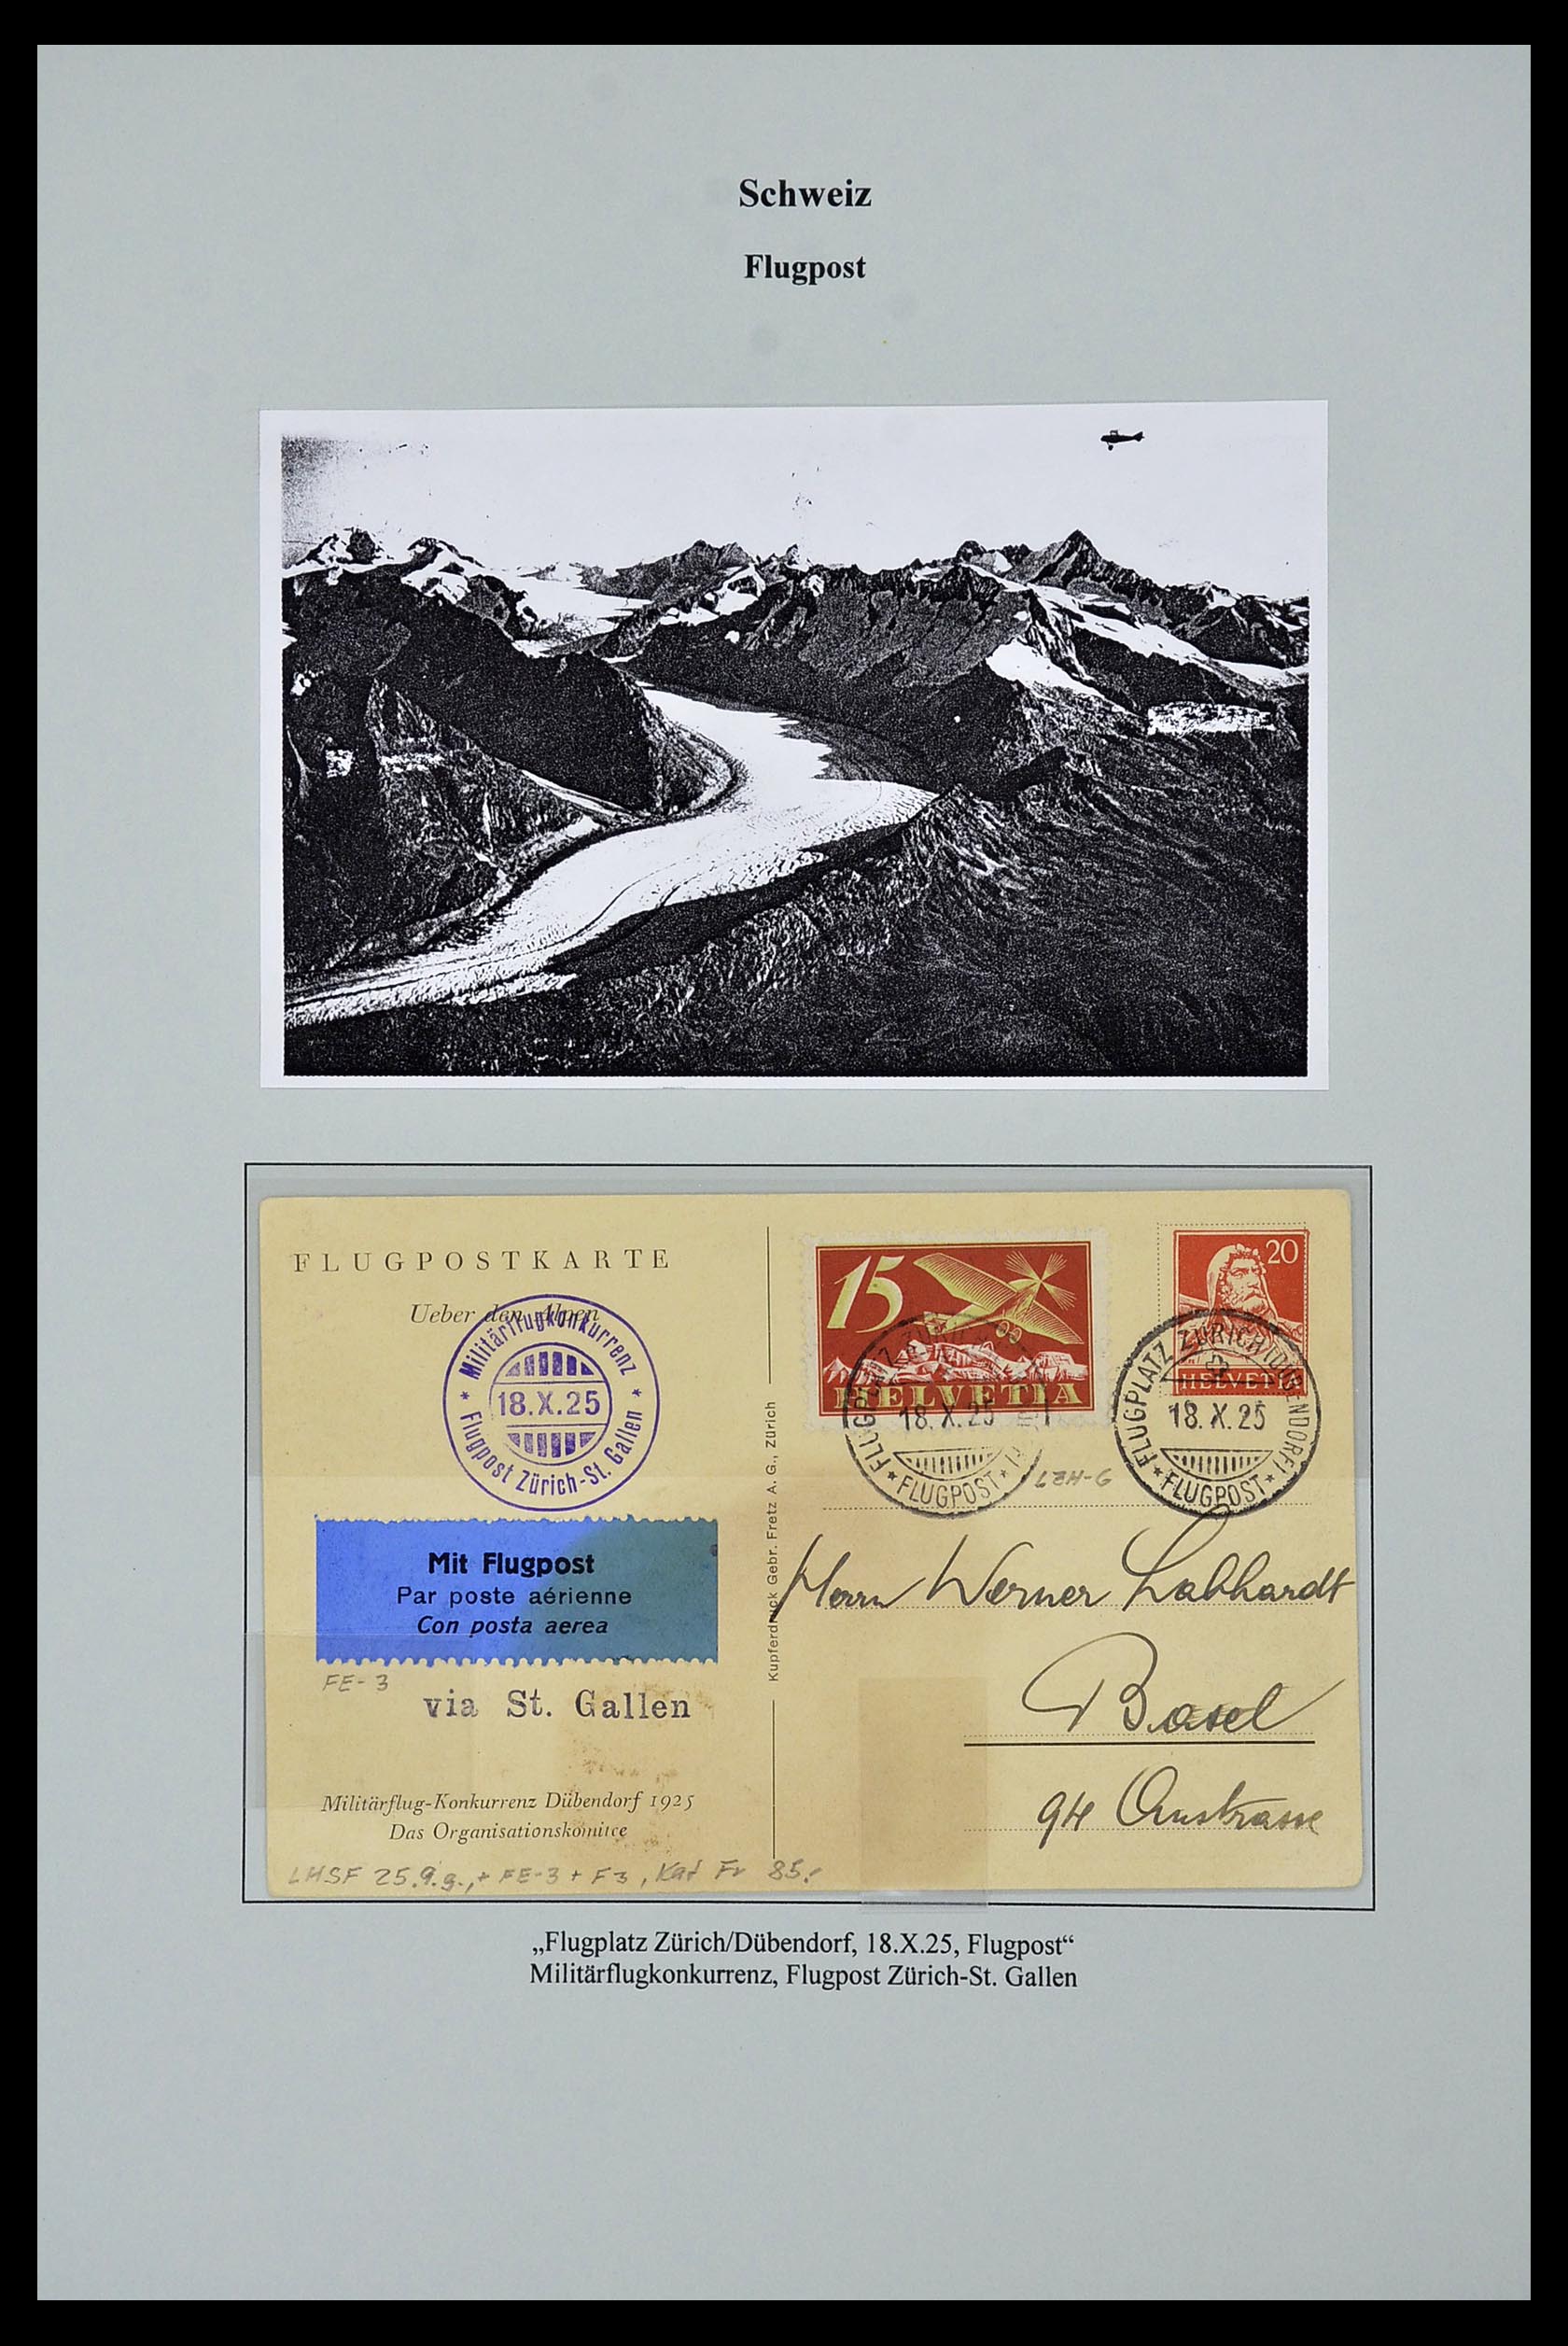 Schweiz
Flugpost
FLUGPOSTKARTE
Ueber den Alpen
Militärflugkonkurrenz
18.X.25
* Flugpost Zürich-St. Gallen *
Mit Flugpost
Par poste aérienne
Con posta aerea
FE-3
via St. Gallen
Militärflug-Konkurrenz Dübendorf 1925
Das Organisationskomitee
LHSF 25.9.g., + FE-3 + F3, Kat Fr 85.-
Kupferdruck Gebr. Fretz A. G., Zürich
15
HELVETIA
FLUGPLATZ ZÜRICH
18.X.25
* FLUGPOST *
20
HELVETIA
FLUGPLATZ ZÜRICH (DÜBENDORF)
18.X.25
* FLUGPOST *
LZH-G
Herrn Werner Labhardt
Basel
94 Austrasse
„Flugplatz Zürich/Dübendorf, 18.X.25, Flugpost“
Militärflugkonkurrenz, Flugpost Zürich-St. Gallen